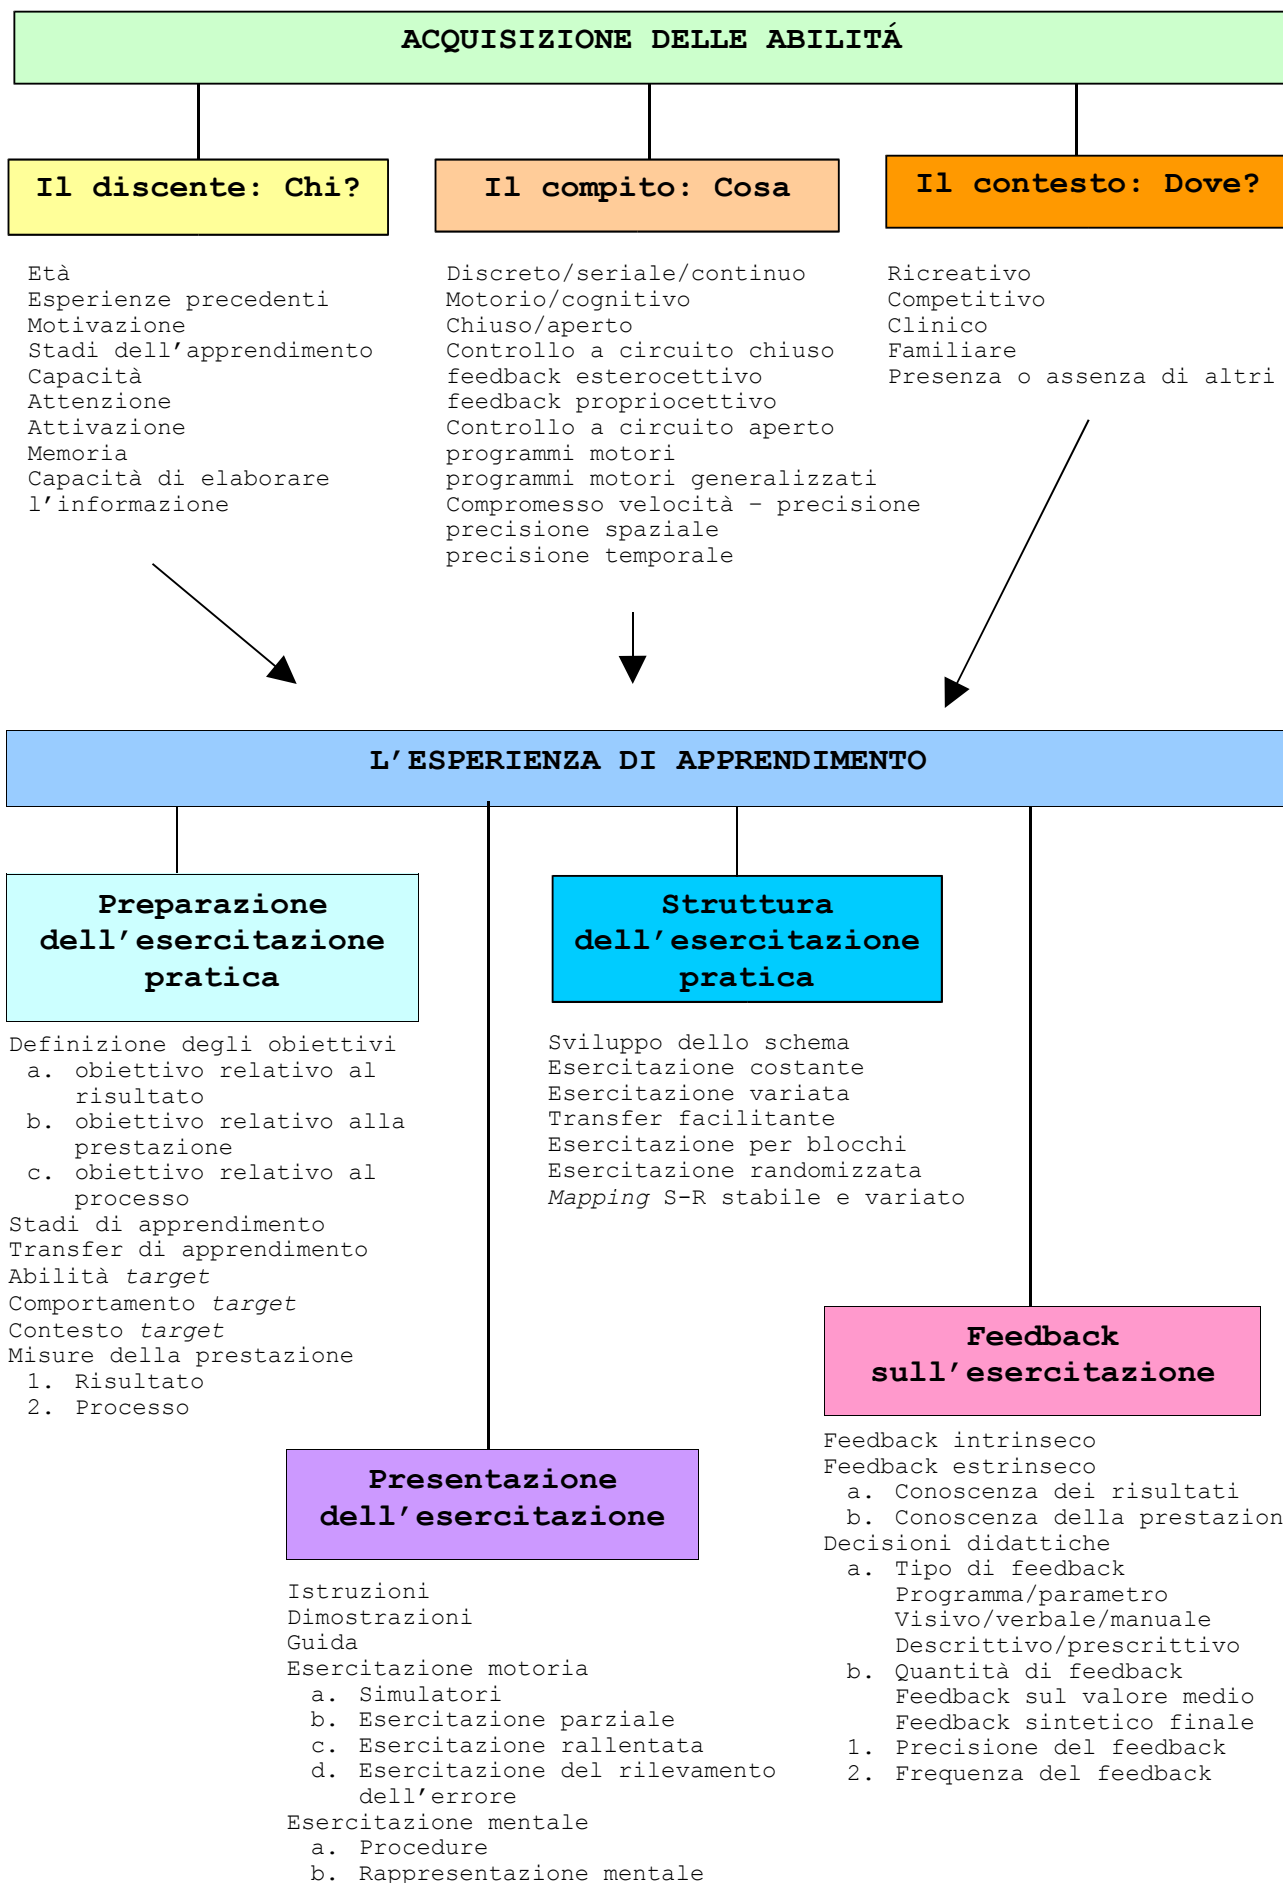 ACQUISIZIONE DELLE ABILITÁ
Il discente: Chi?
Età
Esperienze precedenti
Motivazione
Stadi dell’apprendimento
Capacità
Attenzione
Attivazione
Memoria
Capacità di elaborare
l’informazione
Il compito: Cosa
Discreto/seriale/continuo
Motorio/cognitivo
Chiuso/aperto
Controllo a circuito chiuso
feedback esterocettivo
feedback propriocettivo
Controllo a circuito aperto
programmi motori
programmi motori generalizzati
Compromesso velocità – precisione
precisione spaziale
precisione temporale
Il contesto: Dove?
Ricreativo
Competitivo
Clinico
Familiare
Presenza o assenza di altri
L’ESPERIENZA DI APPRENDIMENTO
Preparazione
dell’esercitazione
pratica
Definizione degli obiettivi
a. obiettivo relativo al
risultato
b. obiettivo relativo alla
prestazione
c. obiettivo relativo al
processo
Stadi di apprendimento
Transfer di apprendimento
Abilità target
Comportamento target
Contesto target
Misure della prestazione
1. Risultato
2. Processo
Presentazione
dell’esercitazione
Istruzioni
Dimostrazioni
Guida
Esercitazione motoria
a. Simulatori
b. Esercitazione parziale
c. Esercitazione rallentata
d. Esercitazione del rilevamento
dell’errore
Esercitazione mentale
a. Procedure
b. Rappresentazione mentale
Struttura
dell’esercitazione
pratica
Sviluppo dello schema
Esercitazione costante
Esercitazione variata
Transfer facilitante
Esercitazione per blocchi
Esercitazione randomizzata
Mapping S-R stabile e variato
Feedback
sull’esercitazione
Feedback intrinseco
Feedback estrinseco
a. Conoscenza dei risultati
b. Conoscenza della prestazion
Decisioni didattiche
a. Tipo di feedback
Programma/parametro
Visivo/verbale/manuale
Descrittivo/prescrittivo
b. Quantità di feedback
Feedback sul valore medio
Feedback sintetico finale
1. Precisione del feedback
2. Frequenza del feedback